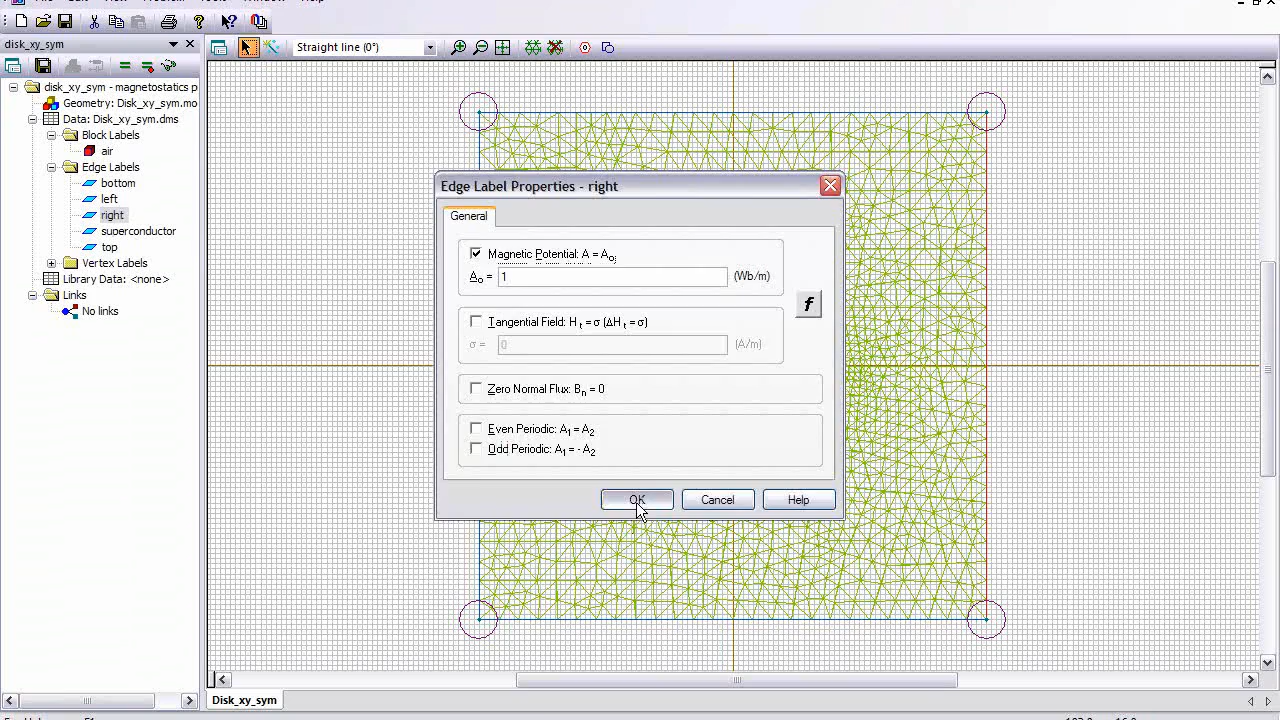 disk_xy_sym
Straight line (0°)
disk_xy_sym - magnetostatics p
Geometry: Disk_xy_sym.mo
Data: Disk_xy_sym.dms
Block Labels
air
Edge Labels
bottom
left
right
superconductor
top
Vertex Labels
Library Data: <none>
Links
No links
Edge Label Properties - right
General
Magnetic Potential: A = A₀
A₀ = 1 (Wb/m)
f
Tangential Field: H t = σ (ΔH t = σ)
σ = 0 (A/m)
Zero Normal Flux: Bn = 0
Even Periodic: A₁ = A₂
Odd Periodic: A₁ = - A₂
OK Cancel Help
Disk_xy_sym